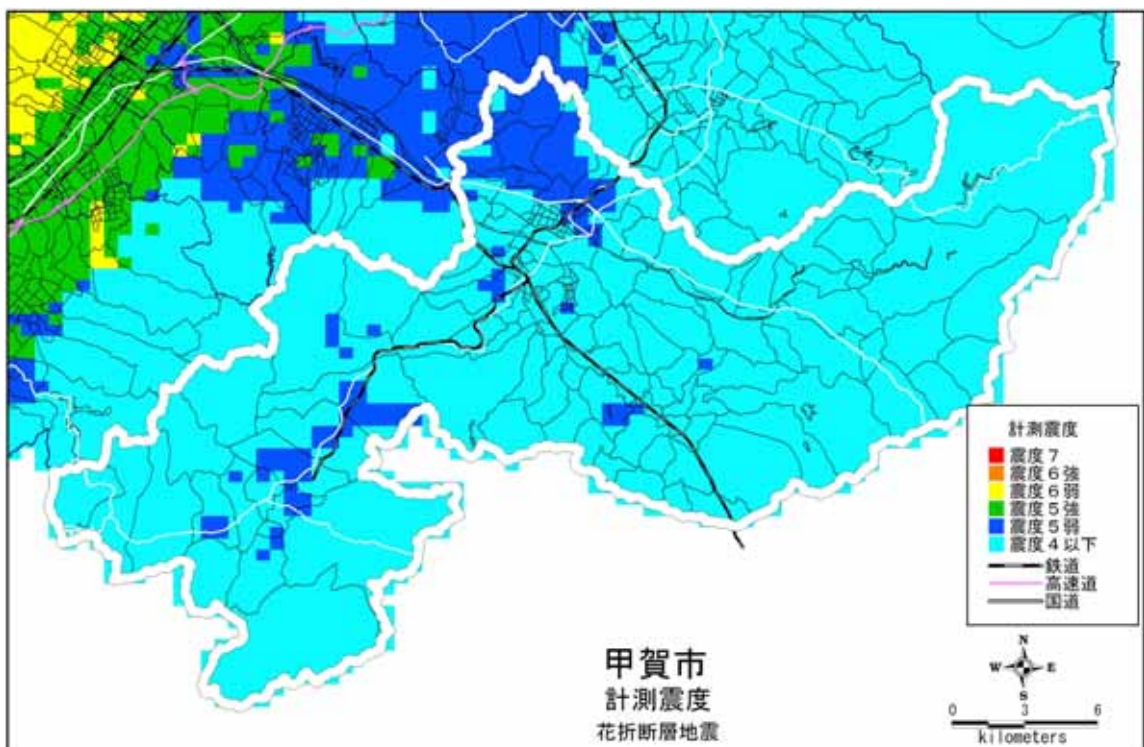 計測震度
震度７
震度６強
震度６弱
震度５強
震度５弱
震度４以下
鉄道
高速道
国道
甲賀市
計測震度
花折断層地震
N
W E
S
0 3 6
kilometers